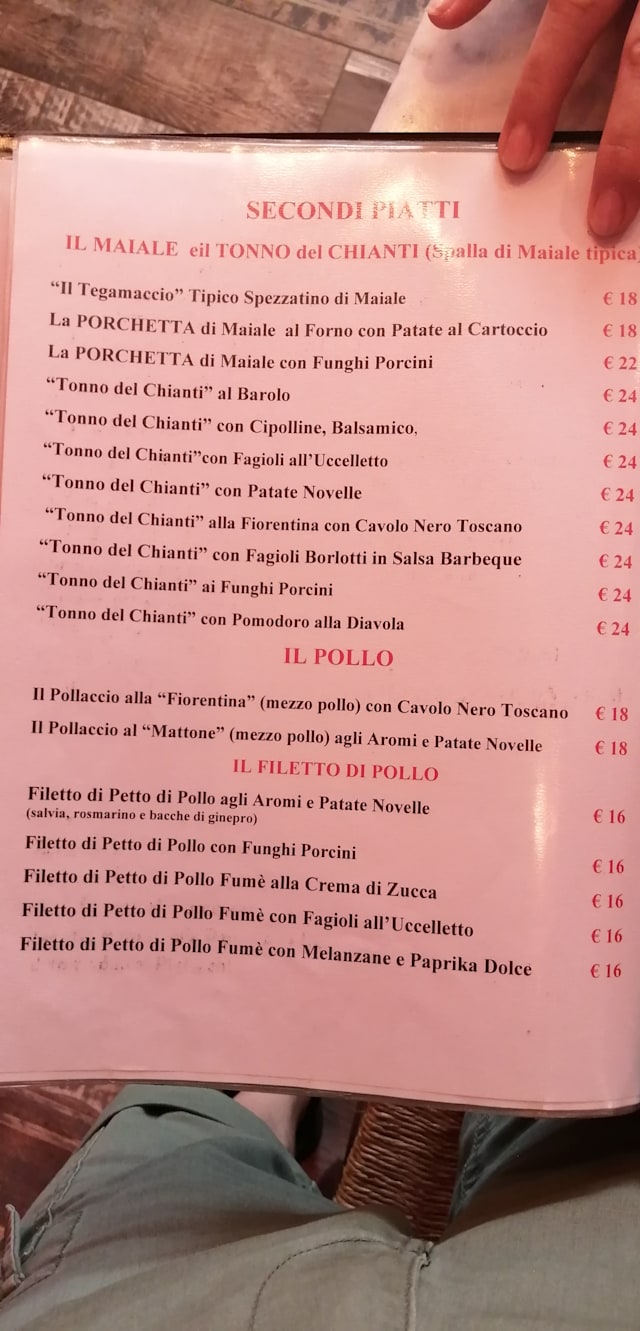 SECONDI PIATTI
IL MAIALE eil TONNO del CHIANTI (Spalla di Maiale tipica)
“Il Tegamaccio” Tipico Spezzatino di Maiale € 18
La PORCHETTA di Maiale al Forno con Patate al Cartoccio € 18
La PORCHETTA di Maiale con Funghi Porcini € 22
“Tonno del Chianti” al Barolo € 24
“Tonno del Chianti” con Cipolline, Balsamico, € 24
“Tonno del Chianti”con Fagioli all’Uccelletto € 24
“Tonno del Chianti” con Patate Novelle € 24
“Tonno del Chianti” alla Fiorentina con Cavolo Nero Toscano € 24
“Tonno del Chianti” con Fagioli Borlotti in Salsa Barbeque € 24
“Tonno del Chianti” ai Funghi Porcini € 24
“Tonno del Chianti” con Pomodoro alla Diavola € 24
IL POLLO
Il Pollaccio alla “Fiorentina” (mezzo pollo) con Cavolo Nero Toscano € 18
Il Pollaccio al “Mattone” (mezzo pollo) agli Aromi e Patate Novelle € 18
IL FILETTO DI POLLO
Filetto di Petto di Pollo agli Aromi e Patate Novelle € 16
(salvia, rosmarino e bacche di ginepro)
Filetto di Petto di Pollo con Funghi Porcini € 16
Filetto di Petto di Pollo Fumè alla Crema di Zucca € 16
Filetto di Petto di Pollo Fumè con Fagioli all’Uccelletto € 16
Filetto di Petto di Pollo Fumè con Melanzane e Paprika Dolce € 16